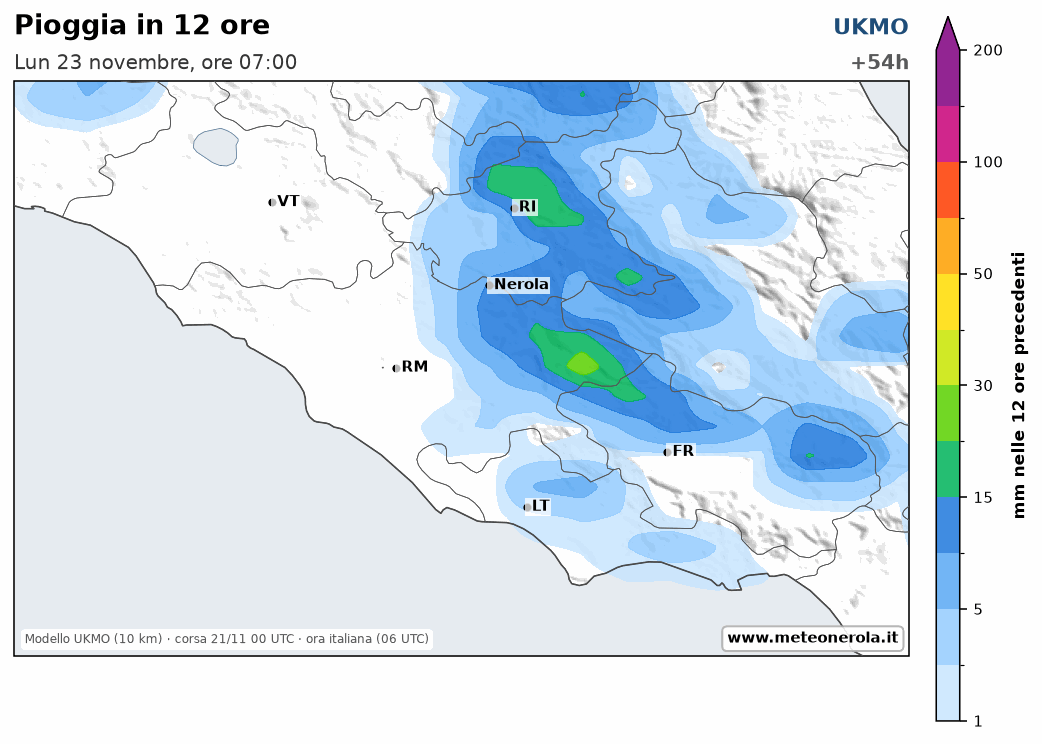 Pioggia in 12 ore
UKMO
Lun 23 novembre, ore 07:00
+54h
200
100
50
30
15
5
1
mm nelle 12 ore precedenti
VT
RI
Nerola
RM
FR
LT
Modello UKMO (10 km) · corsa 21/11 00 UTC · ora italiana (06 UTC)
www.meteonerola.it